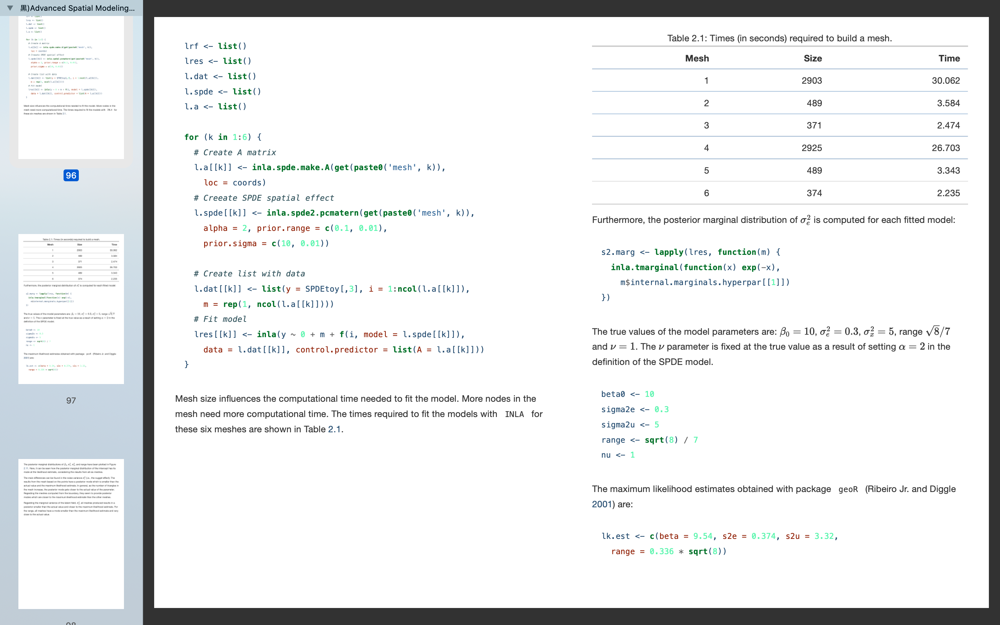 黒)Advanced Spatial Modeling...
96
97
lrf <- list()
lres <- list()
l.dat <- list()
l.spde <- list()
l.a <- list()
for (k in 1:6) {
# Create A matrix
l.a[[k]] <- inla.spde.make.A(get(paste0('mesh', k)),
loc = coords)
# Creeate SPDE spatial effect
l.spde[[k]] <- inla.spde2.pcmatern(get(paste0('mesh', k)),
alpha = 2, prior.range = c(0.1, 0.01),
prior.sigma = c(10, 0.01))
# Create list with data
l.dat[[k]] <- list(y = SPDEtoy[,3], i = 1:ncol(l.a[[k]]),
m = rep(1, ncol(l.a[[k]])))
# Fit model
lres[[k]] <- inla(y ~ 0 + m + f(i, model = l.spde[[k]]),
data = l.dat[[k]], control.predictor = list(A = l.a[[k]]))
}
Mesh size influences the computational time needed to fit the model. More nodes in the
mesh need more computational time. The times required to fit the models with INLA for
these six meshes are shown in Table 2.1.
Table 2.1: Times (in seconds) required to build a mesh.
Mesh Size Time
1 2903 30.062
2 489 3.584
3 371 2.474
4 2925 26.703
5 489 3.343
6 374 2.235
Furthermore, the posterior marginal distribution of σ²ₑ is computed for each fitted model:
s2.marg <- lapply(lres, function(m) {
inla.tmarginal(function(x) exp(-x),
m$internal.marginals.hyperpar[[1]])
})
The true values of the model parameters are: β₀ = 10, σ²ₑ = 0.3, σ²ₓ = 5, range √8/7
and ν = 1. The ν parameter is fixed at the true value as a result of setting α = 2 in the
definition of the SPDE model.
beta0 <- 10
sigma2e <- 0.3
sigma2u <- 5
range <- sqrt(8) / 7
nu <- 1
The maximum likelihood estimates obtained with package geoR (Ribeiro Jr. and Diggle
2001) are:
lk.est <- c(beta = 9.54, s2e = 0.374, s2u = 3.32,
range = 0.336 * sqrt(8))